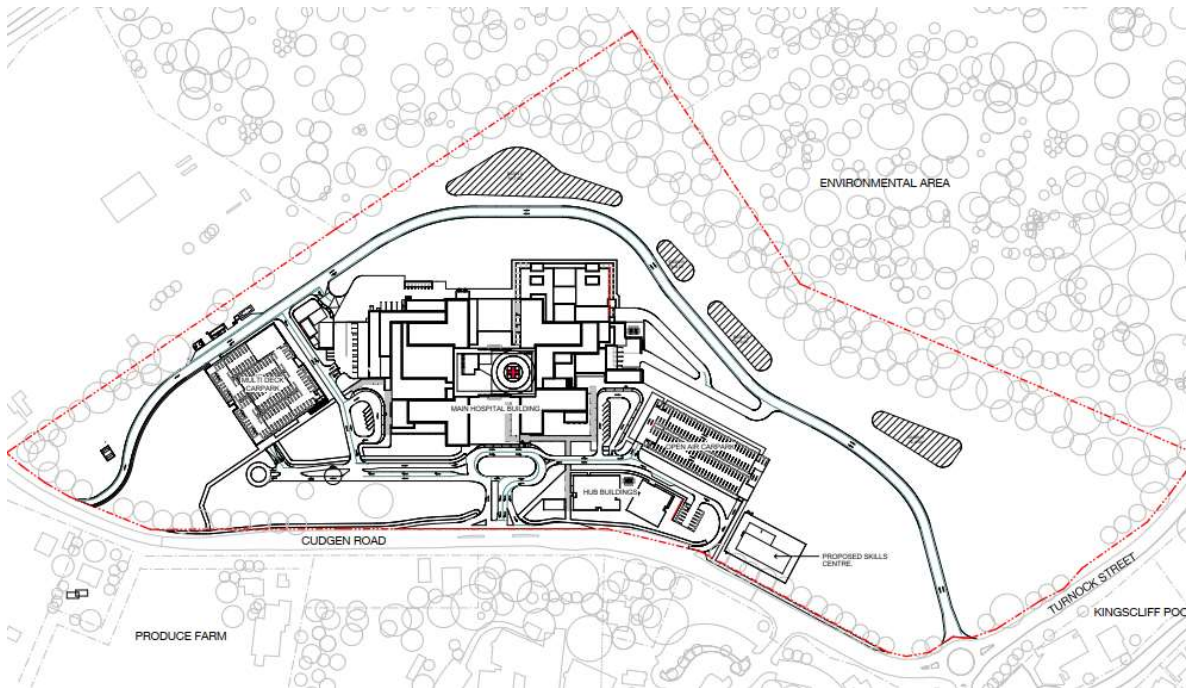 ENVIRONMENTAL AREA
MULTI DECK
CARPARK
MAIN HOSPITAL BUILDING
OPEN AIR CARPARK
HUB BUILDINGS
PROPOSED SKILLS
CENTRE.
CUDGEN ROAD
TURNOCK STREET
KINGSCLIFF POO
PRODUCE FARM